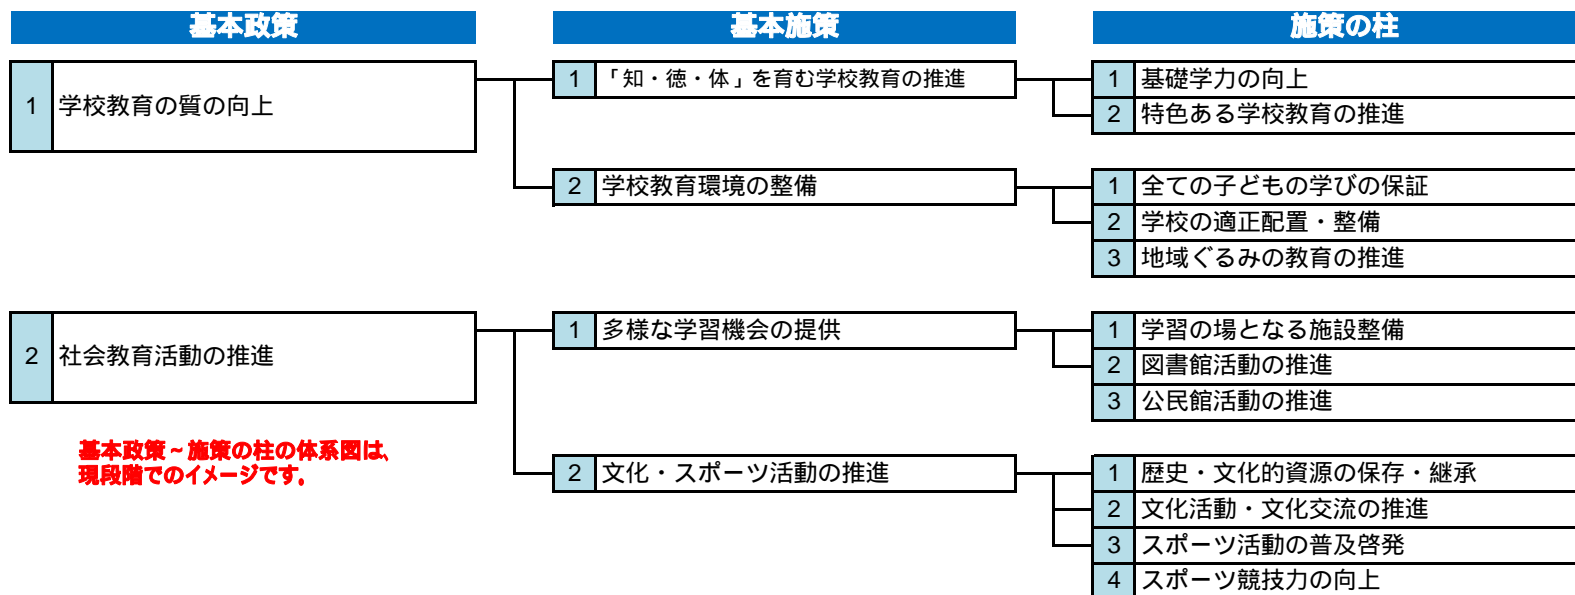 基本政策
基本施策
施策の柱
1 学校教育の質の向上
1 「知・徳・体」を育む学校教育の推進
1 基礎学力の向上
2 特色ある学校教育の推進
2 学校教育環境の整備
1 全ての子どもの学びの保証
2 学校の適正配置・整備
3 地域ぐるみの教育の推進
2 社会教育活動の推進
1 多様な学習機会の提供
1 学習の場となる施設整備
2 図書館活動の推進
3 公民館活動の推進
2 文化・スポーツ活動の推進
1 歴史・文化的資源の保存・継承
2 文化活動・文化交流の推進
3 スポーツ活動の普及啓発
4 スポーツ競技力の向上
基本政策~施策の柱の体系図は、
現段階でのイメージです。